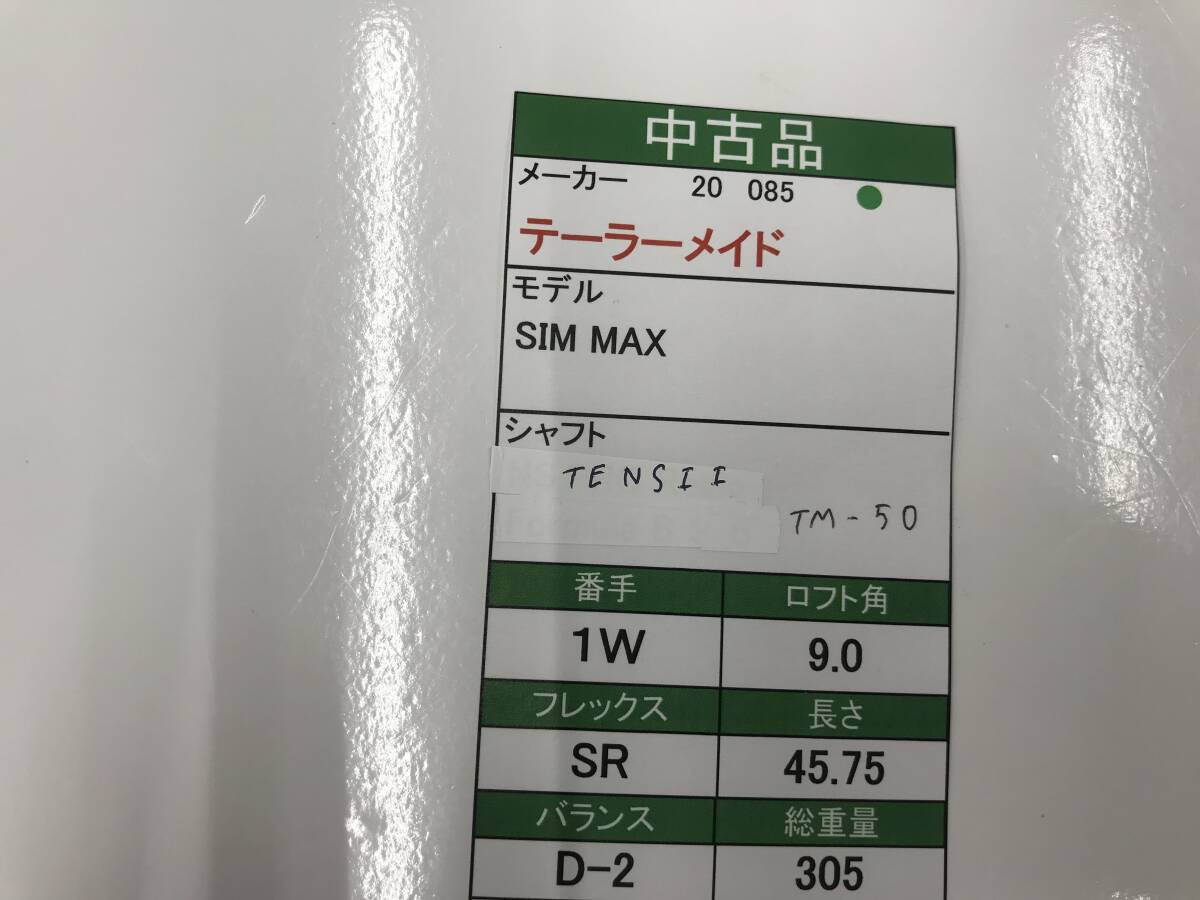 中古品
メーカー 20 085
テーラーメイド
モデル
SIM MAX
シャフト
TENSII
TM-50
番手 ロフト角
1W 9.0
フレックス 長さ
SR 45.75
バランス 総重量
D-2 305